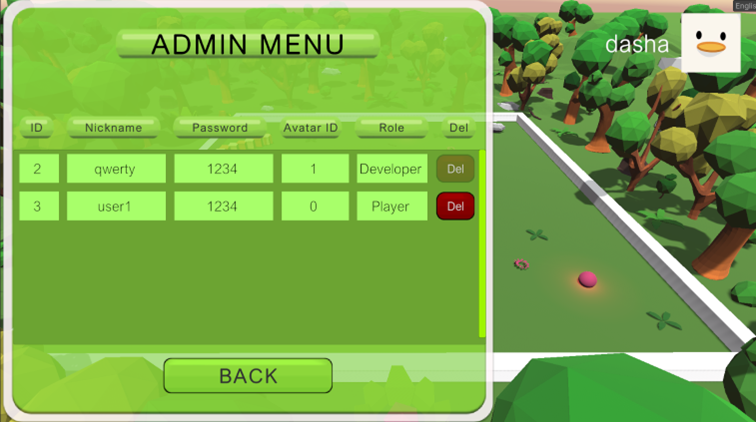 Englis
dasha
ADMIN MENU
ID Nickname Password Avatar ID Role Del
2 qwerty 1234 1 Developer Del
3 user1 1234 0 Player Del
BACK